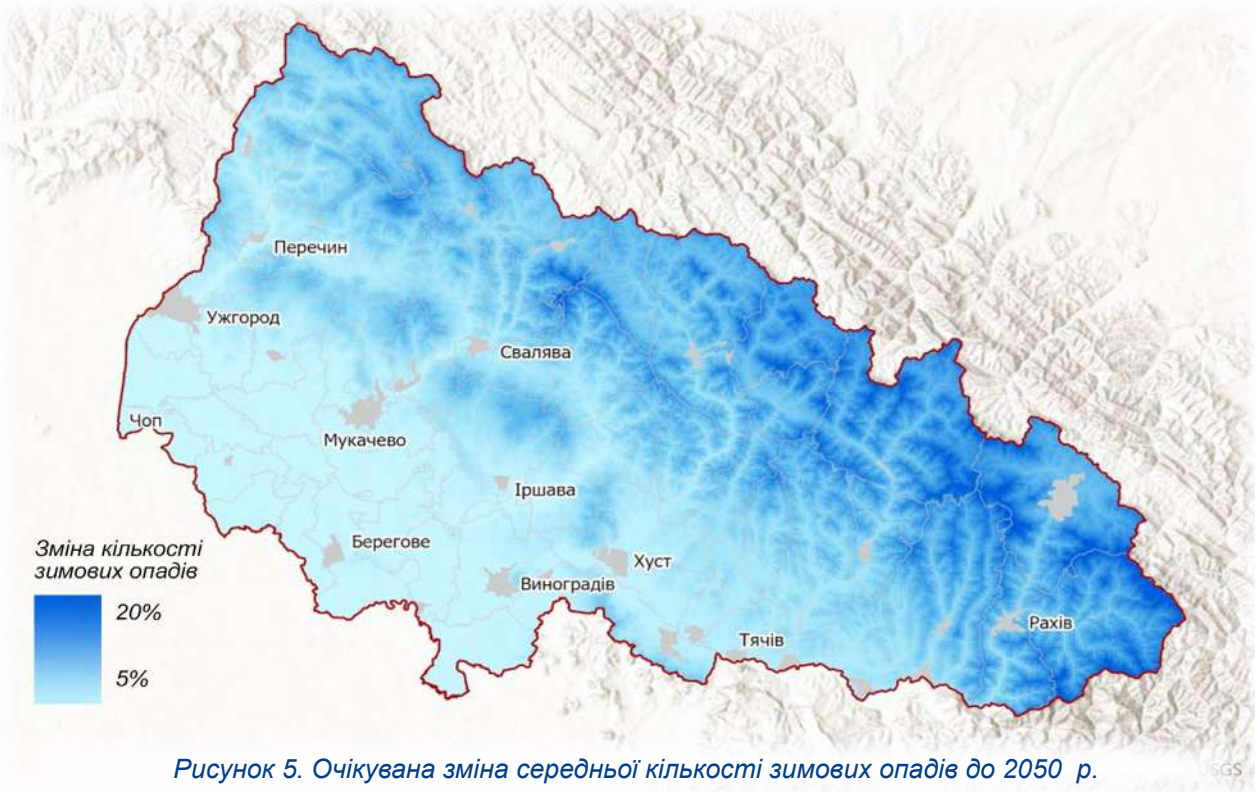 Перечин
Ужгород
Свалява
Чоп
Мукачево
Іршава
Берегове
Хуст
Виноградів
Тячів
Рахів
Зміна кількості
зимових опадів
20%
5%
Рисунок 5. Очікувана зміна середньої кількості зимових опадів до 2050 р.
USGS